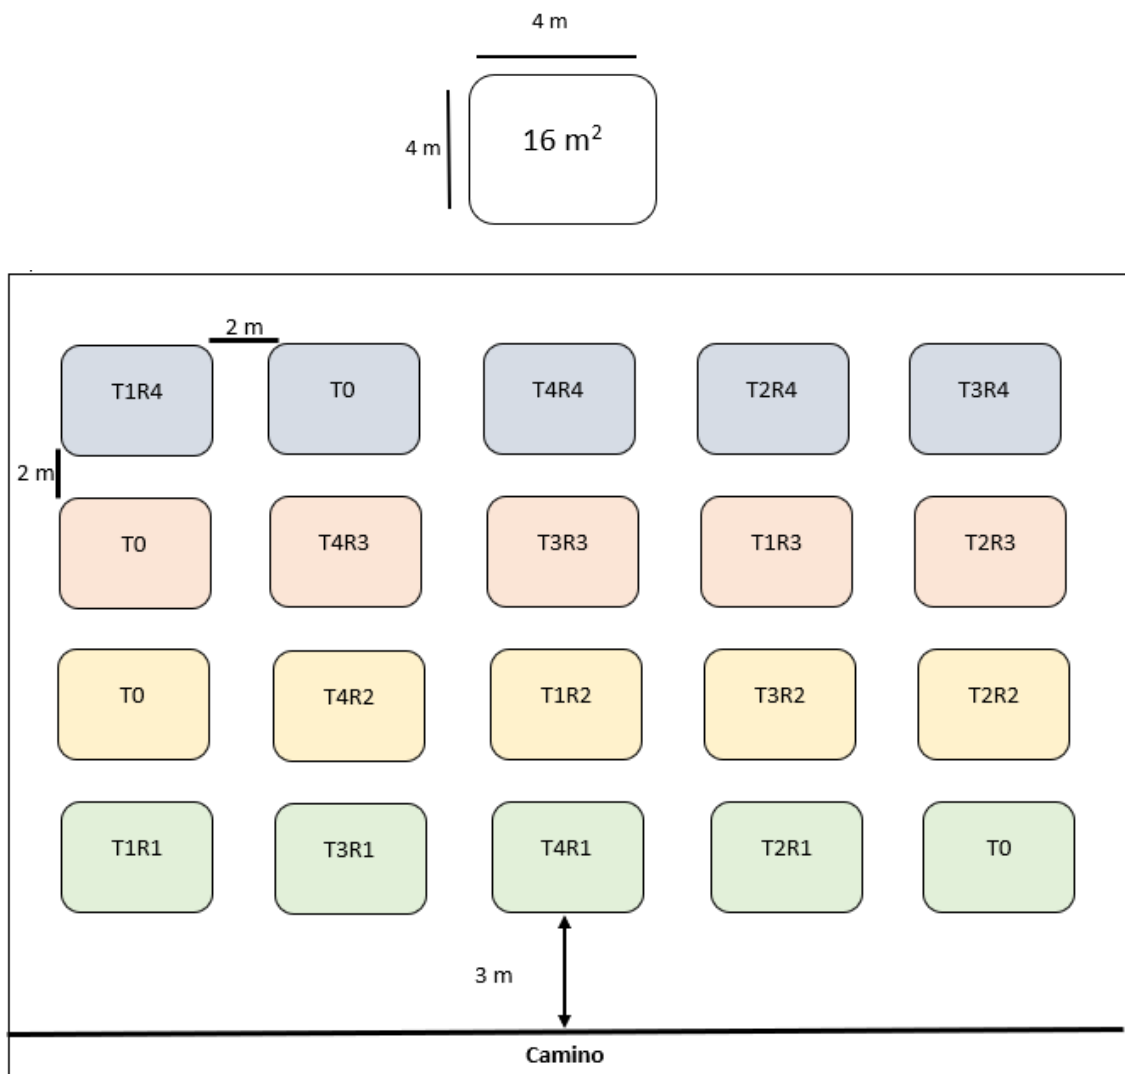 4 m
4 m
16 m²
2 m
T1R4
T0
T4R4
T2R4
T3R4
2 m
T0
T4R3
T3R3
T1R3
T2R3
T0
T4R2
T1R2
T3R2
T2R2
T1R1
T3R1
T4R1
T2R1
T0
3 m
Camino